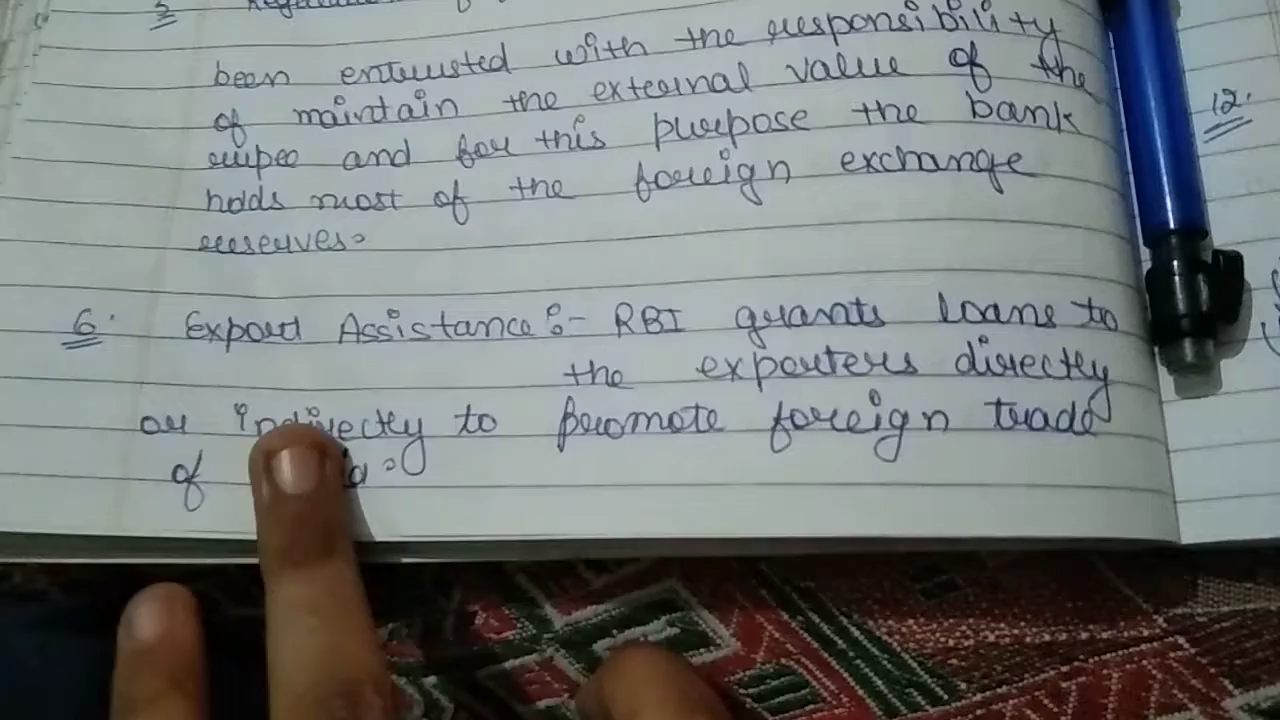 been entrusted with the responsibility
of maintain the external value of the
rupee and for this purpose the bank
holds most of the foreign exchange
reserves.
6. Export Assistance:- RBI grants loans to
the exporters directly
or indirectly to promote foreign trade
of
12.